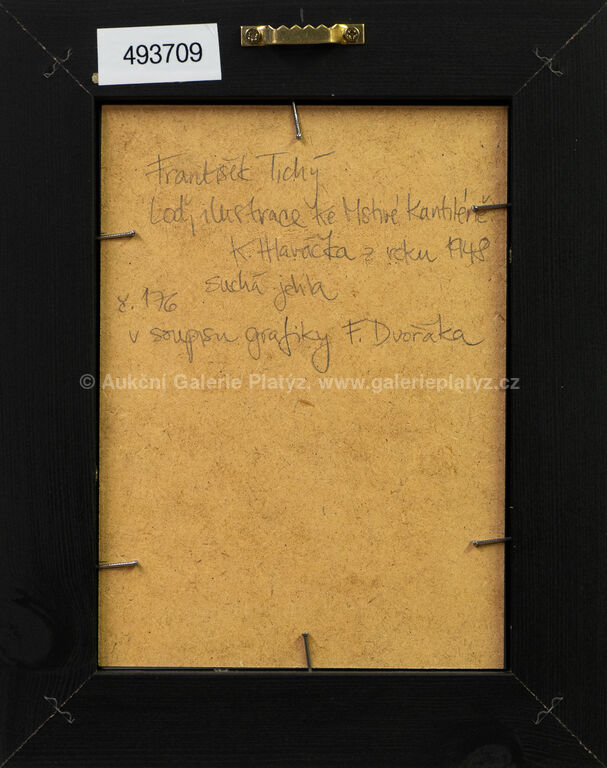 493709
František Tichý
Loď, ilustrace ke Mstivé Kantiléně
K. Hlaváčka z roku 1948
suchá jehla
č. 176
v soupisu grafiky F. Dvořáka
© Aukční Galerie Platýz, www.galerieplatyz.cz